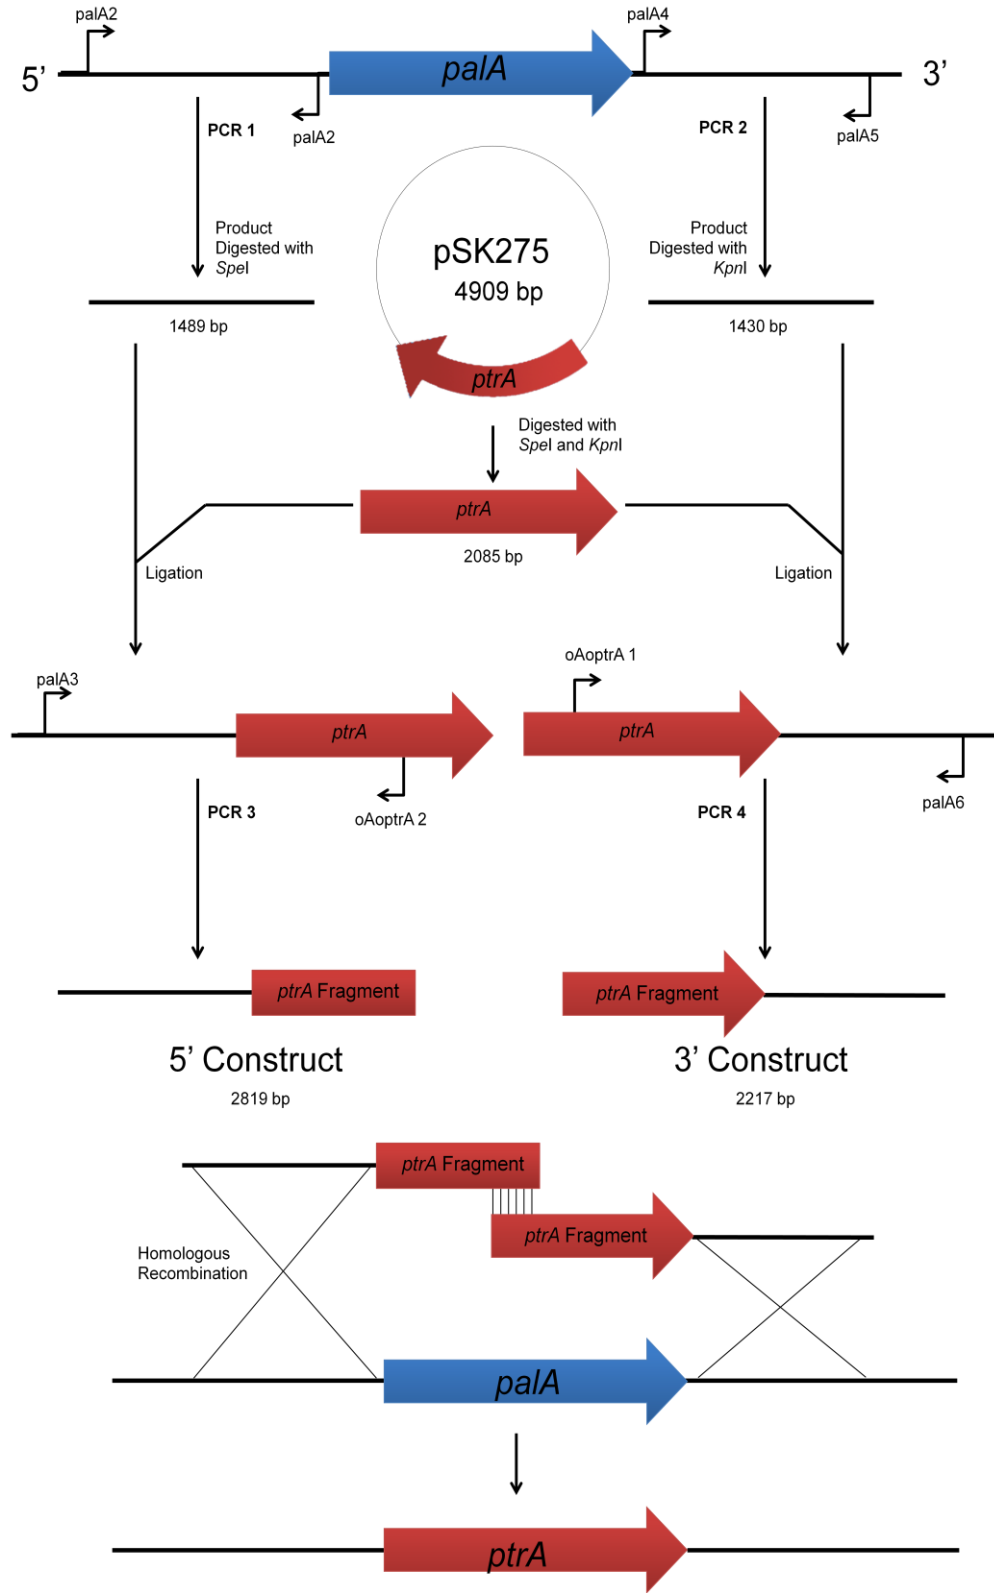 palA2
palA4
5’
palA
3’
PCR 1
palA2
PCR 2
palA5
Product
Digested with
SpeI
pSK275
4909 bp
Product
Digested with
KpnI
1489 bp
1430 bp
ptrA
Digested with
SpeI and KpnI
ptrA
2085 bp
Ligation
Ligation
palA3
oAoptrA 1
ptrA
ptrA
PCR 3
oAoptrA 2
PCR 4
palA6
ptrA Fragment
ptrA Fragment
5’ Construct
3’ Construct
2819 bp
2217 bp
ptrA Fragment
ptrA Fragment
Homologous
Recombination
palA
ptrA